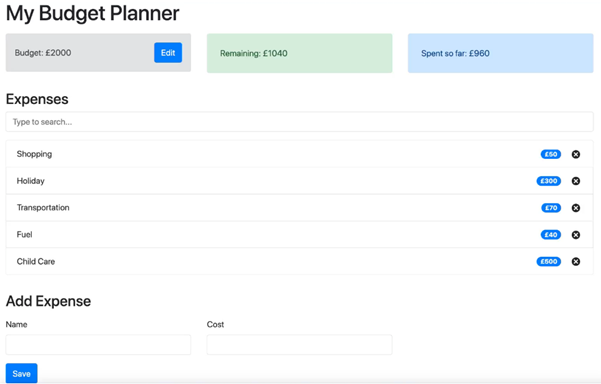 My Budget Planner
Budget: £2000 Edit Remaining: £1040 Spent so far: £960
Expenses
Type to search...
Shopping £50
Holiday £300
Transportation £70
Fuel £40
Child Care £500
Add Expense
Name Cost
Save